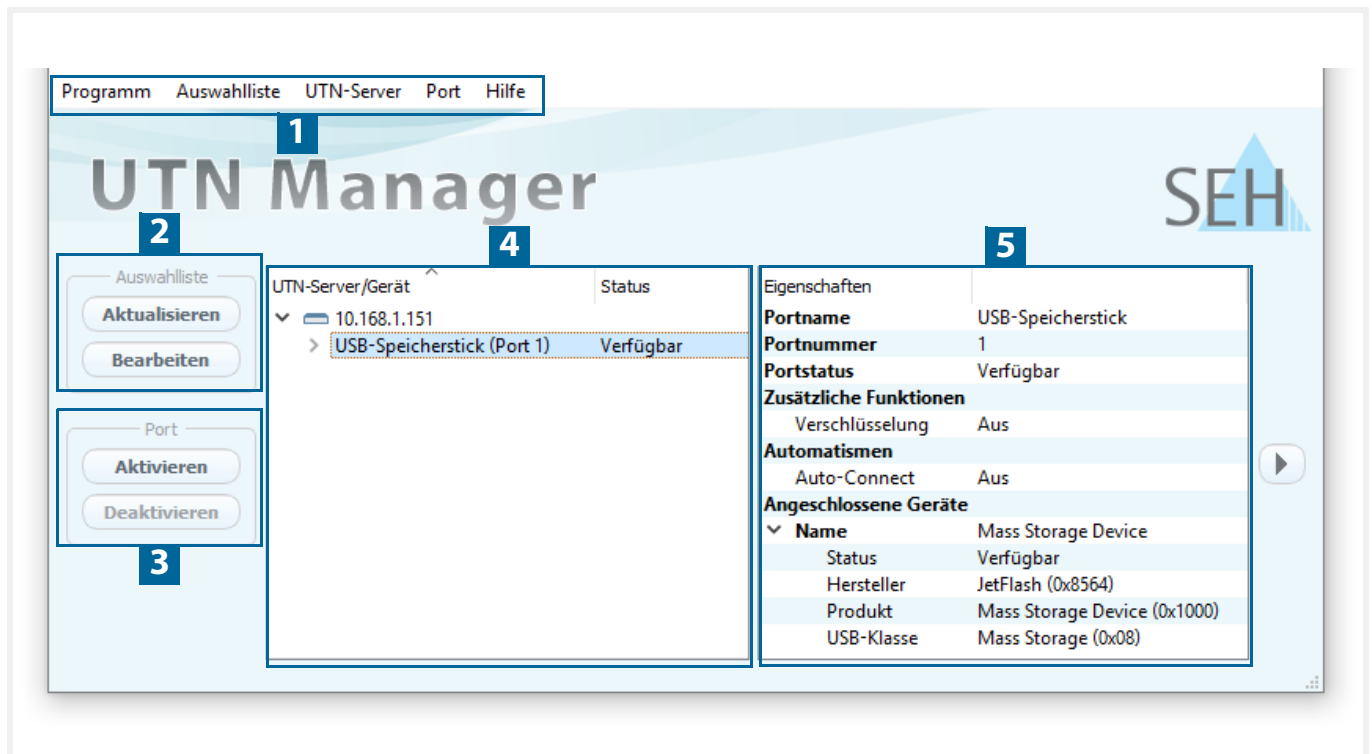 Programm Auswahlliste UTN-Server Port Hilfe
1
UTN Manager
SEH
2
Auswahlliste
Aktualisieren
Bearbeiten
Port
Aktivieren
Deaktivieren
3
4
UTN-Server/Gerät Status
10.168.1.151
USB-Speicherstick (Port 1) Verfügbar
5
Eigenschaften
Portname USB-Speicherstick
Portnummer 1
Portstatus Verfügbar
Zusätzliche Funktionen
Verschlüsselung Aus
Automatismen
Auto-Connect Aus
Angeschlossene Geräte
Name Mass Storage Device
Status Verfügbar
Hersteller JetFlash (0x8564)
Produkt Mass Storage Device (0x1000)
USB-Klasse Mass Storage (0x08)